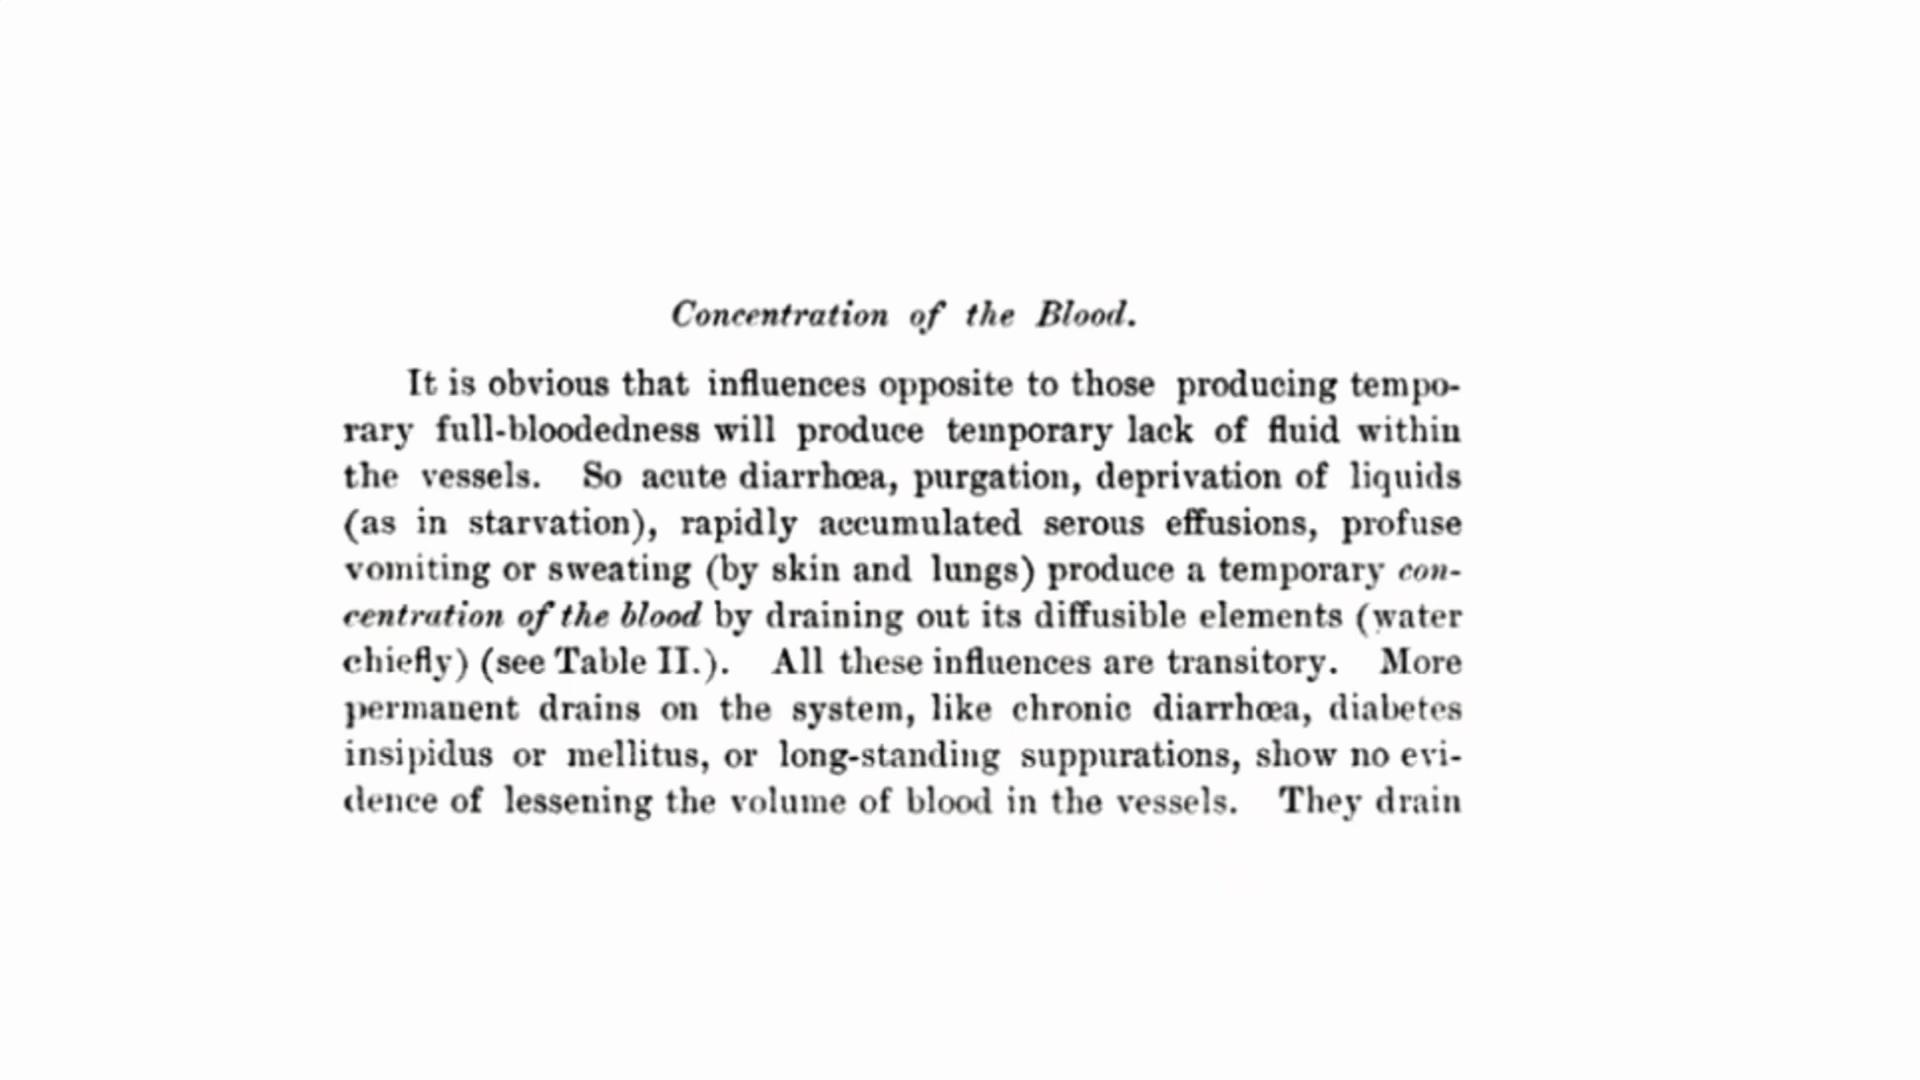 Concentration of the Blood.
It is obvious that influences opposite to those producing tempo-
rary full-bloodedness will produce temporary lack of fluid within
the vessels. So acute diarrhœa, purgation, deprivation of liquids
(as in starvation), rapidly accumulated serous effusions, profuse
vomiting or sweating (by skin and lungs) produce a temporary con-
centration of the blood by draining out its diffusible elements (water
chiefly) (see Table II.). All these influences are transitory. More
permanent drains on the system, like chronic diarrhœa, diabetes
insipidus or mellitus, or long-standing suppurations, show no evi-
dence of lessening the volume of blood in the vessels. They drain